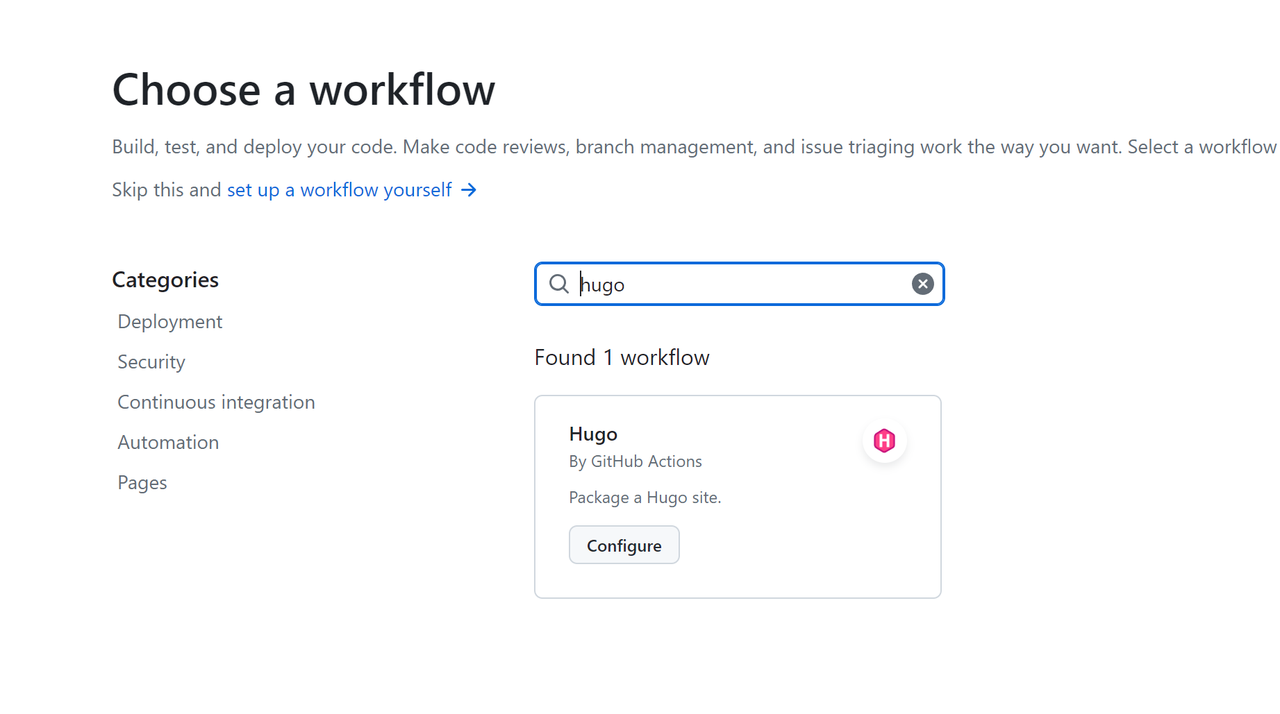 Choose a workflow
Build, test, and deploy your code. Make code reviews, branch management, and issue triaging work the way you want. Select a workflow
Skip this and set up a workflow yourself →
Categories
Deployment
Security
Continuous integration
Automation
Pages
hugo
Found 1 workflow
Hugo
H
By GitHub Actions
Package a Hugo site.
Configure